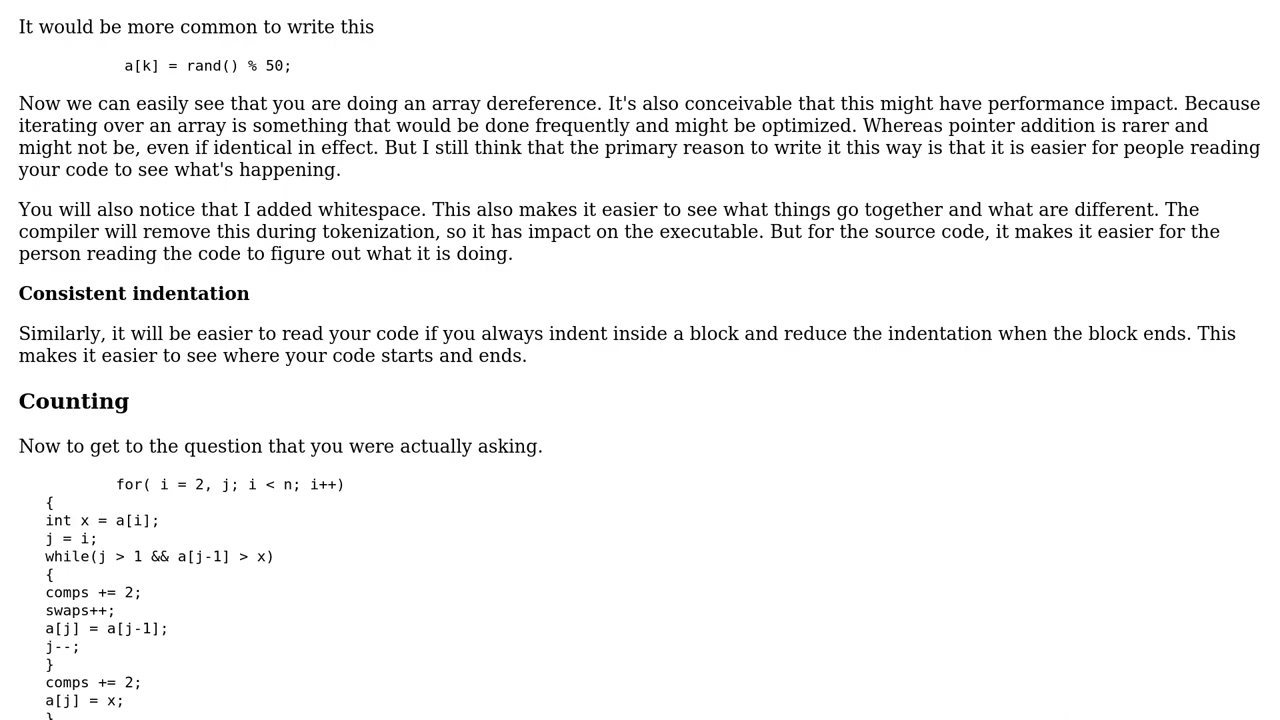 It would be more common to write this
a[k] = rand() % 50;
Now we can easily see that you are doing an array dereference. It's also conceivable that this might have performance impact. Because
iterating over an array is something that would be done frequently and might be optimized. Whereas pointer addition is rarer and
might not be, even if identical in effect. But I still think that the primary reason to write it this way is that it is easier for people reading
your code to see what's happening.
You will also notice that I added whitespace. This also makes it easier to see what things go together and what are different. The
compiler will remove this during tokenization, so it has impact on the executable. But for the source code, it makes it easier for the
person reading the code to figure out what it is doing.
Consistent indentation
Similarly, it will be easier to read your code if you always indent inside a block and reduce the indentation when the block ends. This
makes it easier to see where your code starts and ends.
Counting
Now to get to the question that you were actually asking.
for( i = 2, j; i < n; i++)
{
int x = a[i];
j = i;
while(j > 1 && a[j-1] > x)
{
comps += 2;
swaps++;
a[j] = a[j-1];
j--;
}
comps += 2;
a[j] = x;
}